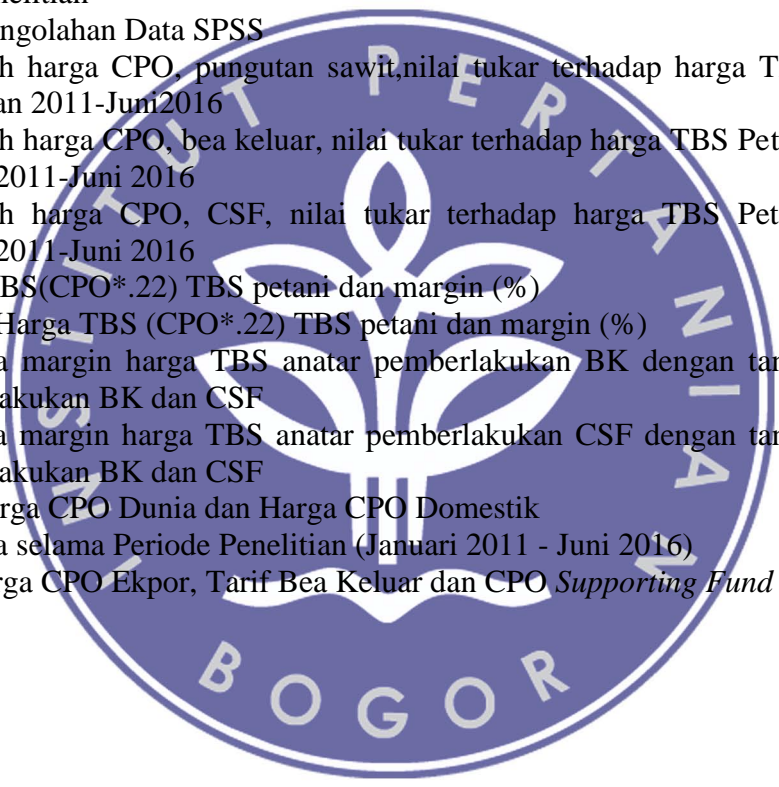 ngolahan Data SPSS
h harga CPO, pungutan sawit,nilai tukar terhadap harga T
an 2011-Juni2016
h harga CPO, bea keluar, nilai tukar terhadap harga TBS Pet
2011-Juni 2016
h harga CPO, CSF, nilai tukar terhadap harga TBS Pet
2011-Juni 2016
BS(CPO*.22) TBS petani dan margin (%)
Harga TBS (CPO*.22) TBS petani dan margin (%)
a margin harga TBS anatar pemberlakukan BK dengan tar
akukan BK dan CSF
a margin harga TBS anatar pemberlakukan CSF dengan tar
akukan BK dan CSF
rga CPO Dunia dan Harga CPO Domestik
a selama Periode Penelitian (Januari 2011 - Juni 2016)
rga CPO Ekpor, Tarif Bea Keluar dan CPO Supporting Fund
INSTITUT PERTANIAN
BOGOR